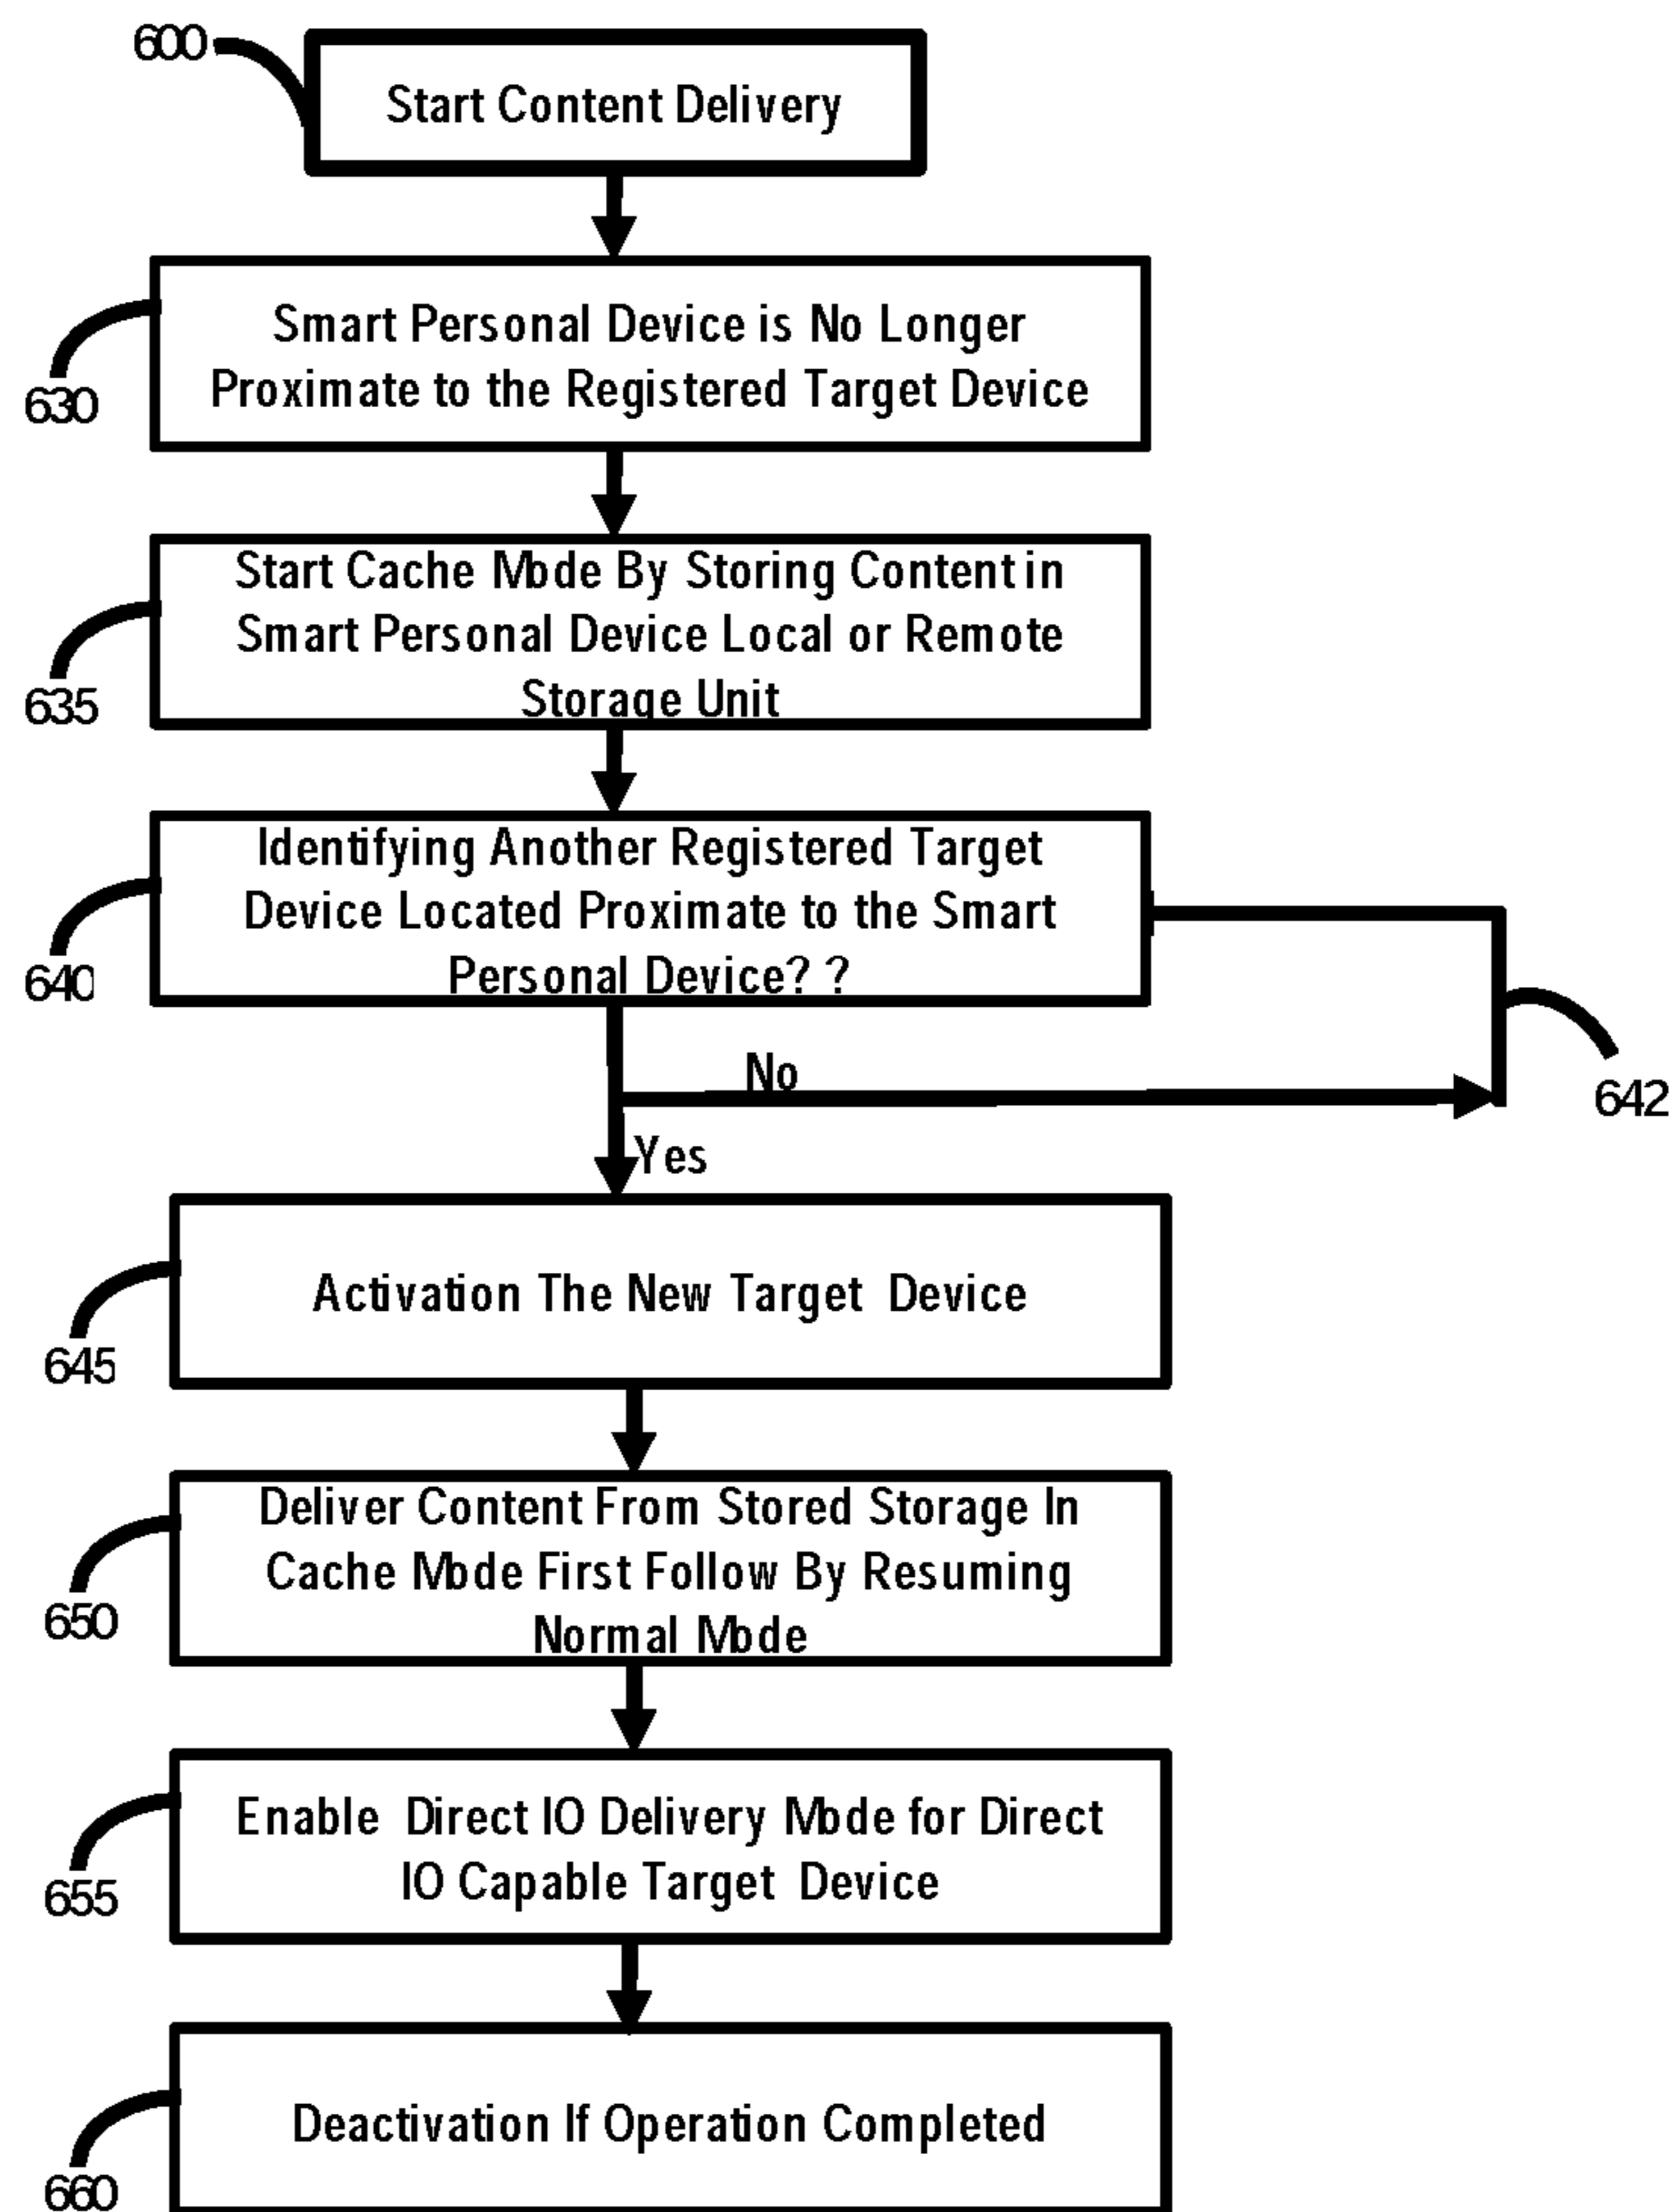 600
Start Content Delivery
Smart Personal Device is No Longer
Proximate to the Registered Target Device
630
Start Cache Mode By Storing Content in
Smart Personal Device Local or Remote
Storage Unit
635
Identifying Another Registered Target
Device Located Proximate to the Smart
Personal Device? ?
640
No
642
Yes
Activation The New Target Device
645
Deliver Content From Stored Storage In
Cache Mode First Follow By Resuming
Normal Mode
650
Enable Direct IO Delivery Mode for Direct
IO Capable Target Device
655
Deactivation If Operation Completed
660